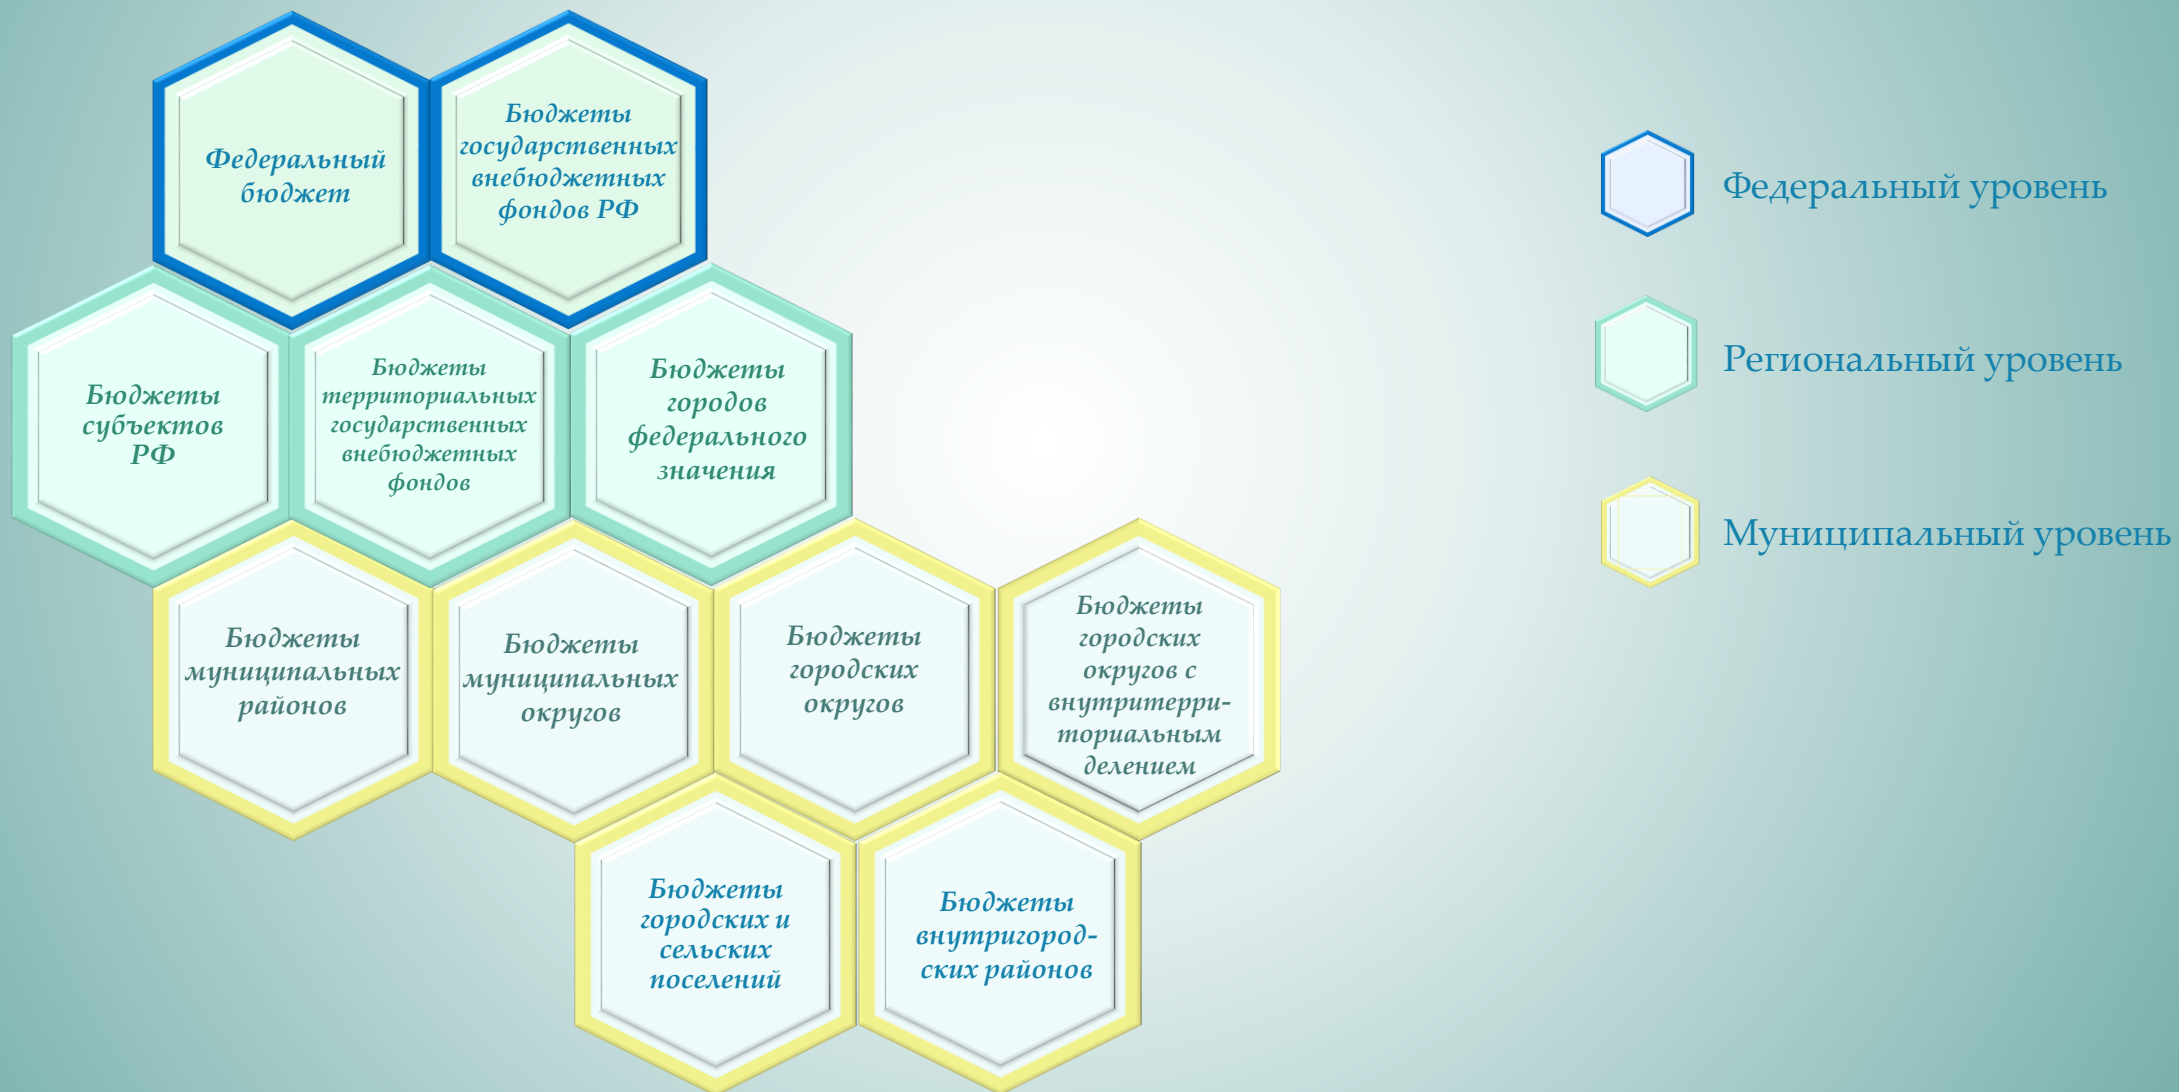 Федеральный
бюджет
Бюджеты
государственных
внебюджетных
фондов РФ
Бюджеты
субъектов
РФ
Бюджеты
территориальных
государственных
внебюджетных
фондов
Бюджеты
городов
федерального
значения
Бюджеты
муниципальных
районов
Бюджеты
муниципальных
округов
Бюджеты
городских
округов
Бюджеты
городских
округов с
внутритерри-
ториальным
делением
Бюджеты
городских и
сельских
поселений
Бюджеты
внутригород-
ских районов
Федеральный уровень
Региональный уровень
Муниципальный уровень